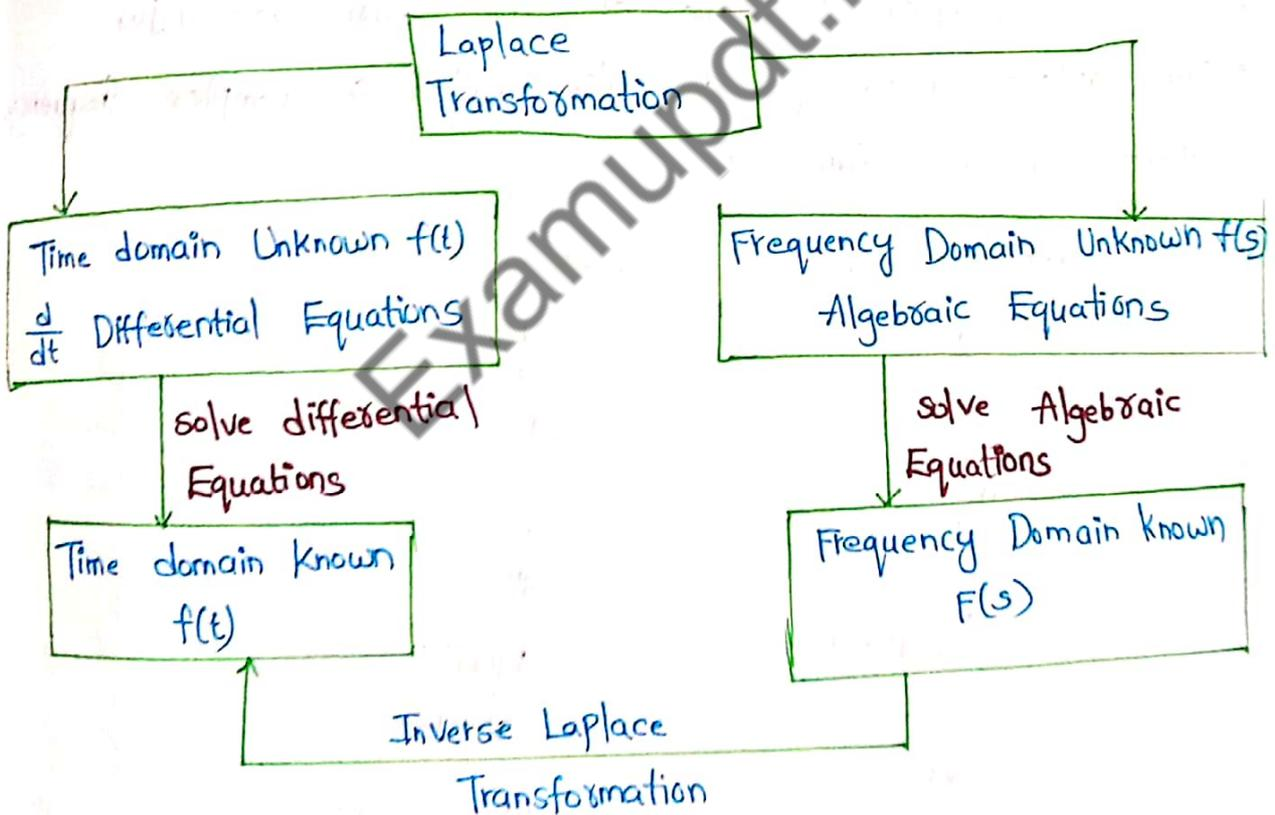 Laplace
Transformation
Time domain Unknown f(t)
d/dt Differential Equations
Frequency Domain Unknown f(s)
Algebraic Equations
solve differential
Equations
solve Algebraic
Equations
Time domain known
f(t)
Frequency Domain known
F(s)
Inverse Laplace
Transformation
Examupdt.